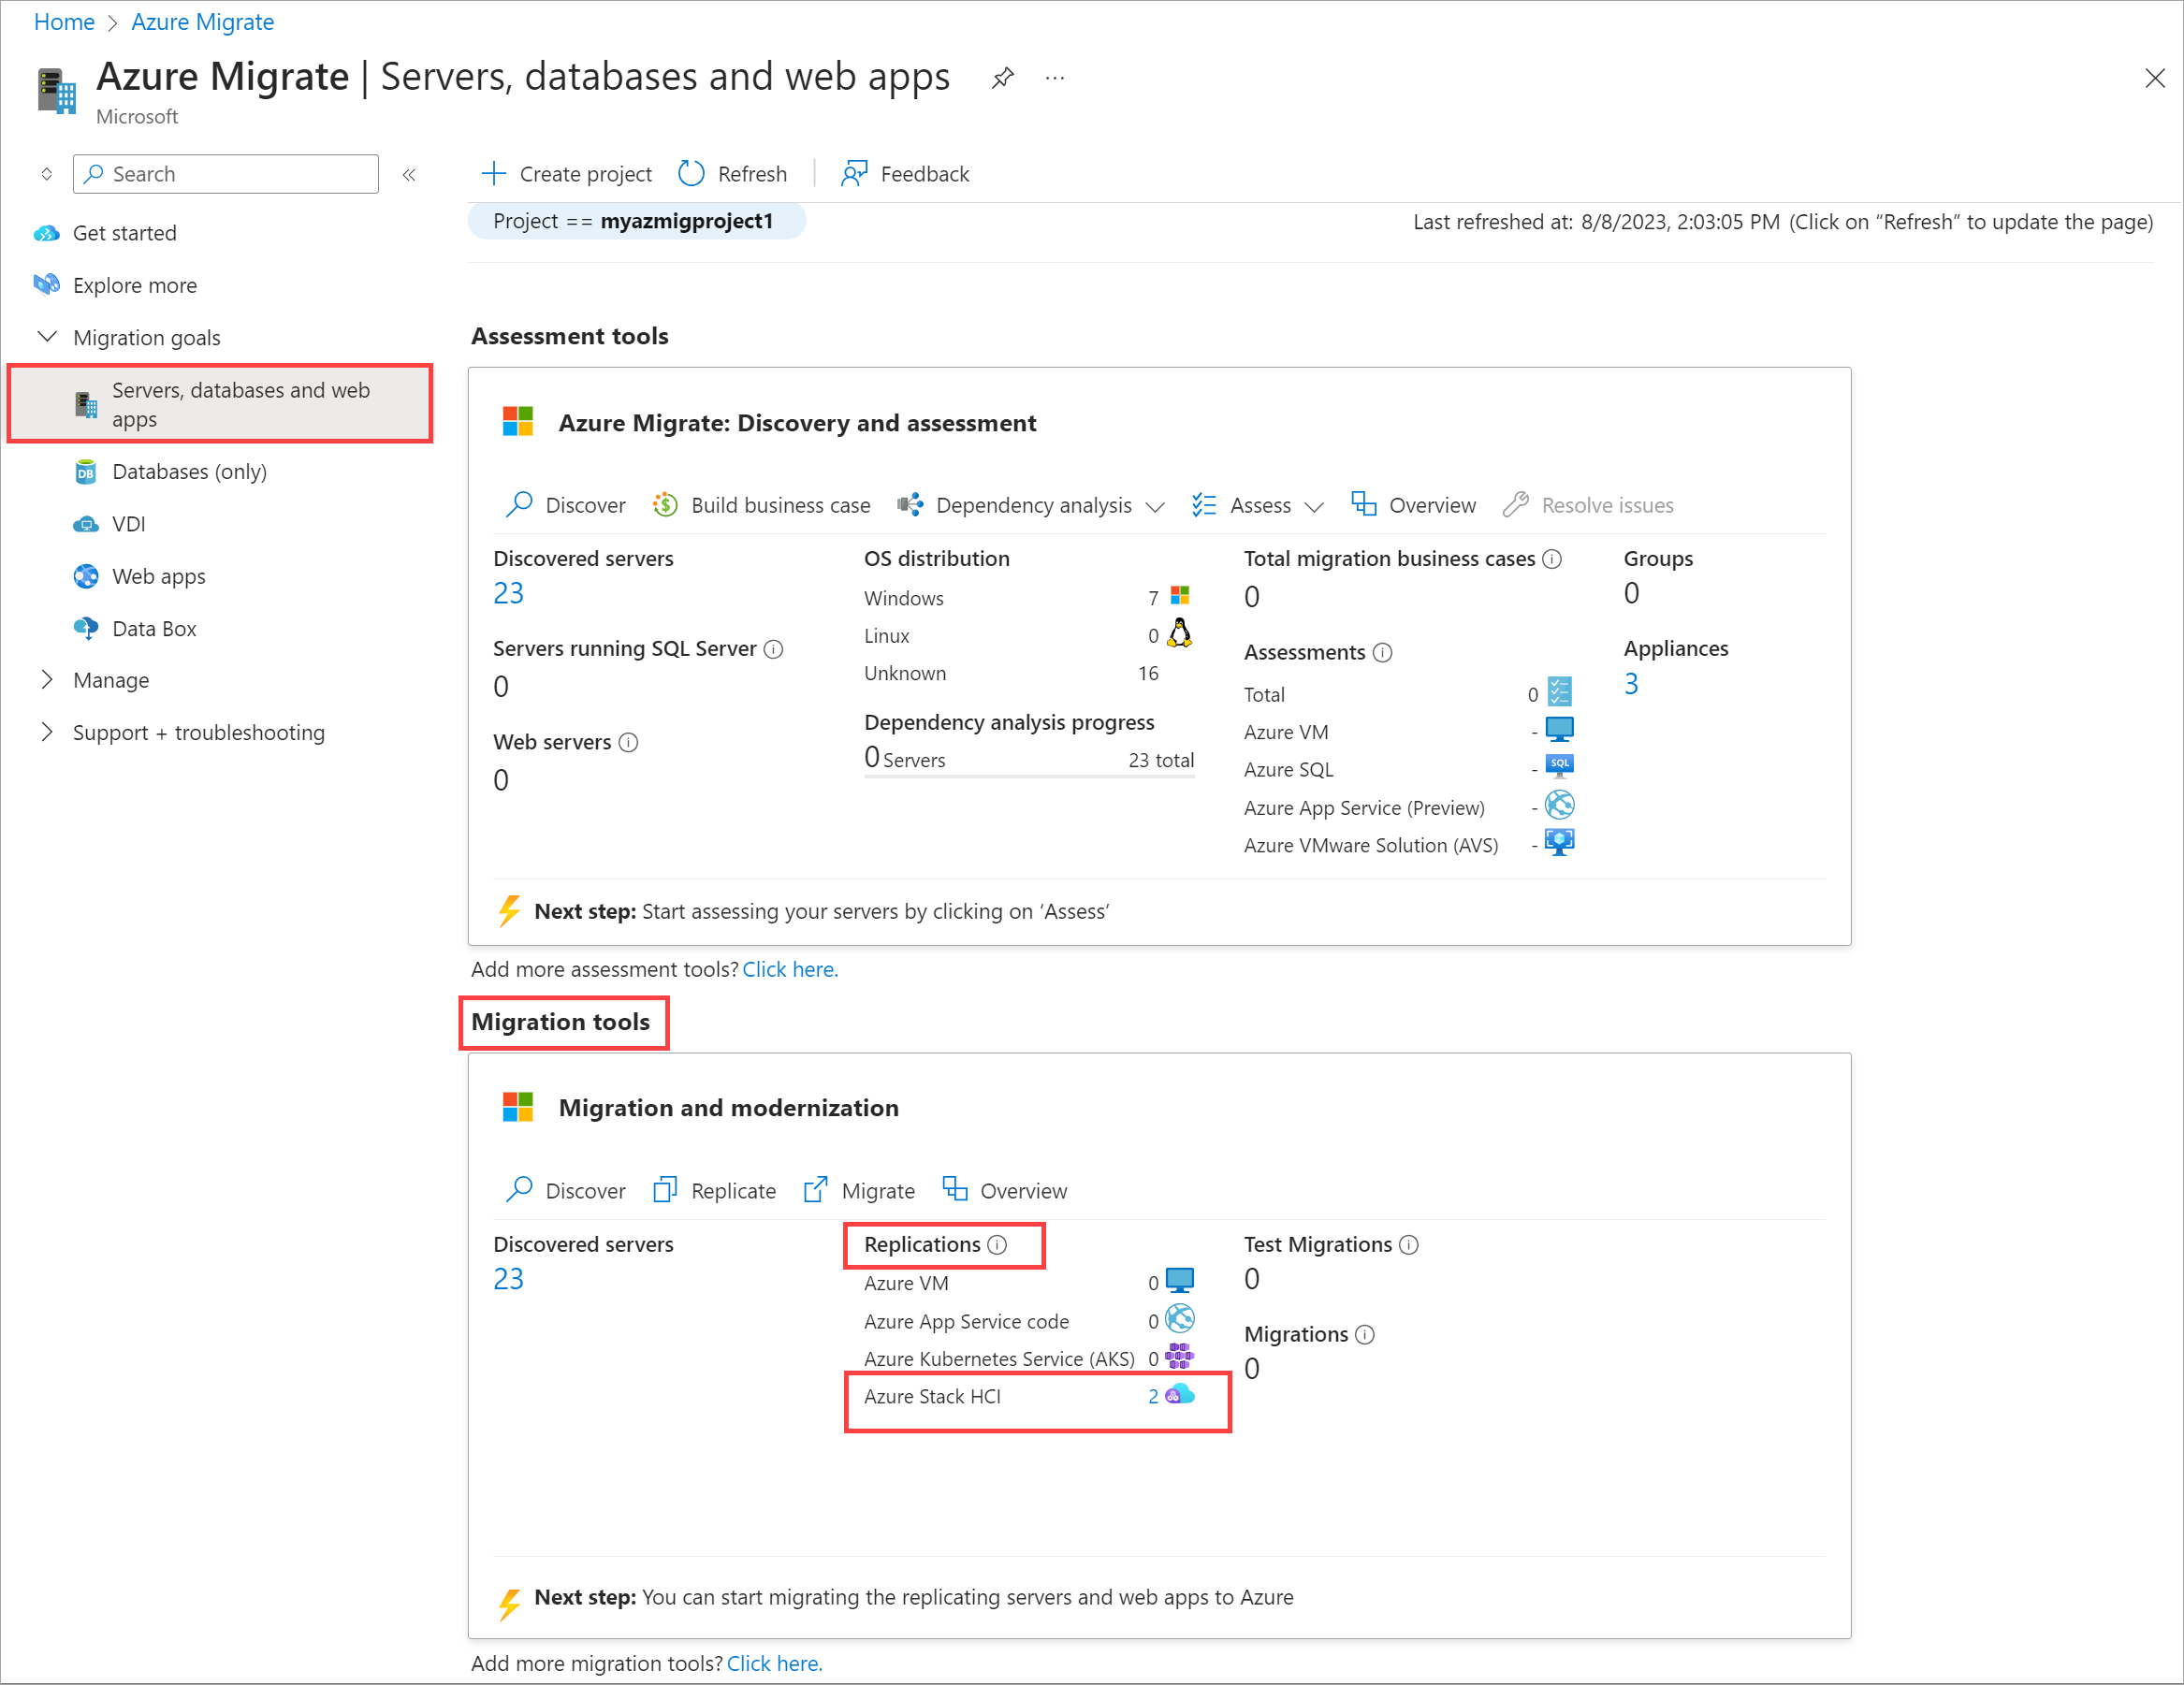 Home > Azure Migrate
Azure Migrate | Servers, databases and web apps ...
Microsoft
Search «
Create project Refresh Feedback
Project == myazmigproject1
Last refreshed at: 8/8/2023, 2:03:05 PM (Click on “Refresh” to update the page)
Get started
Explore more
Migration goals
Servers, databases and web
apps
Databases (only)
VDI
Web apps
Data Box
Manage
Support + troubleshooting
Assessment tools
Azure Migrate: Discovery and assessment
Discover Build business case Dependency analysis Assess Overview Resolve issues
Discovered servers
23
Servers running SQL Server
0
Web servers
0
OS distribution
Windows 7
Linux 0
Unknown 16
Dependency analysis progress
0 Servers 23 total
Total migration business cases
0
Assessments
Total 0
Azure VM -
Azure SQL -
Azure App Service (Preview) -
Azure VMware Solution (AVS) -
Groups
0
Appliances
3
Next step: Start assessing your servers by clicking on ‘Assess’
Add more assessment tools? Click here.
Migration tools
Migration and modernization
Discover Replicate Migrate Overview
Discovered servers
23
Replications
Azure VM 0
Azure App Service code 0
Azure Kubernetes Service (AKS) 0
Azure Stack HCI 2
Test Migrations
0
Migrations
0
Next step: You can start migrating the replicating servers and web apps to Azure
Add more migration tools? Click here.